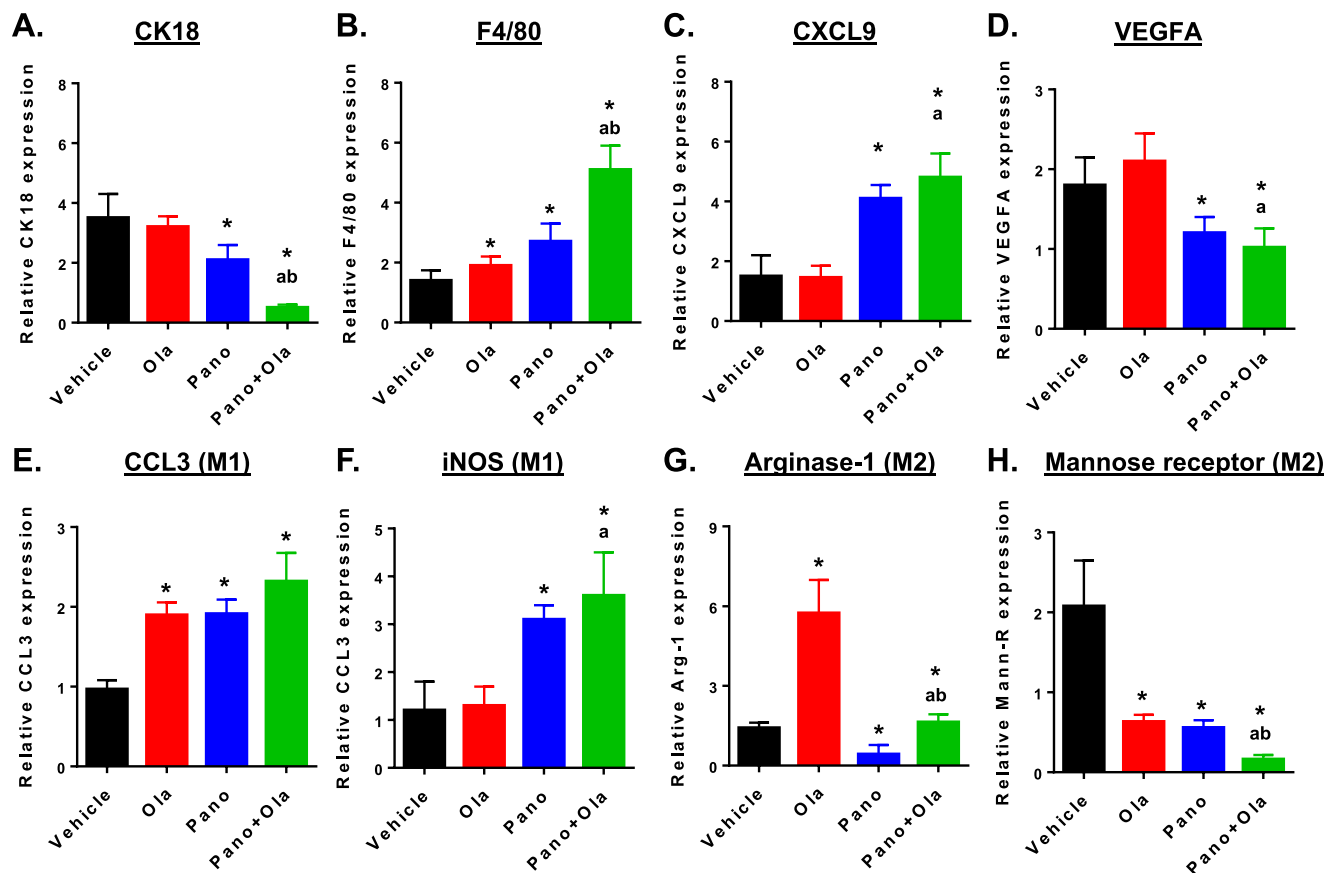 A. CK18
Relative CK18 expression
8
6
4
2
0
*
*
ab
Vehicle
Ola
Pano
Pano+Ola
B. F4/80
Relative F4/80 expression
8
6
4
2
0
*
*
*
ab
Vehicle
Ola
Pano
Pano+Ola
C. CXCL9
Relative CXCL9 expression
8
6
4
2
0
*
*
a
Vehicle
Ola
Pano
Pano+Ola
D. VEGFA
Relative VEGFA expression
3
2
1
0
*
*
a
Vehicle
Ola
Pano
Pano+Ola
E. CCL3 (M1)
Relative CCL3 expression
3
2
1
0
*
*
*
Vehicle
Ola
Pano
Pano+Ola
F. iNOS (M1)
Relative CCL3 expression
5
4
3
2
1
0
*
*
a
Vehicle
Ola
Pano
Pano+Ola
G. Arginase-1 (M2)
Relative Arg-1 expression
9
6
3
0
*
*
*
ab
Vehicle
Ola
Pano
Pano+Ola
H. Mannose receptor (M2)
Relative Mann-R expression
3
2
1
0
*
*
*
ab
Vehicle
Ola
Pano
Pano+Ola